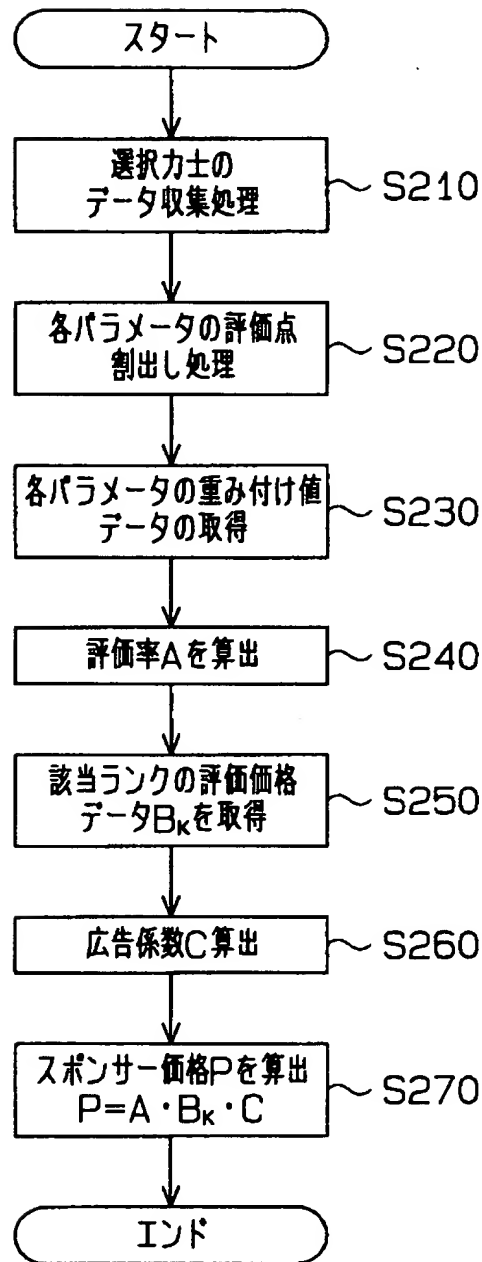 スタート
選択力士の
データ収集処理
S210
各パラメータの評価点
割出し処理
S220
各パラメータの重み付け値
データの取得
S230
評価率Aを算出
S240
該当ランクの評価価格
データBKを取得
S250
広告係数C算出
S260
スポンサー価格Pを算出
P=A・BK・C
S270
エンド